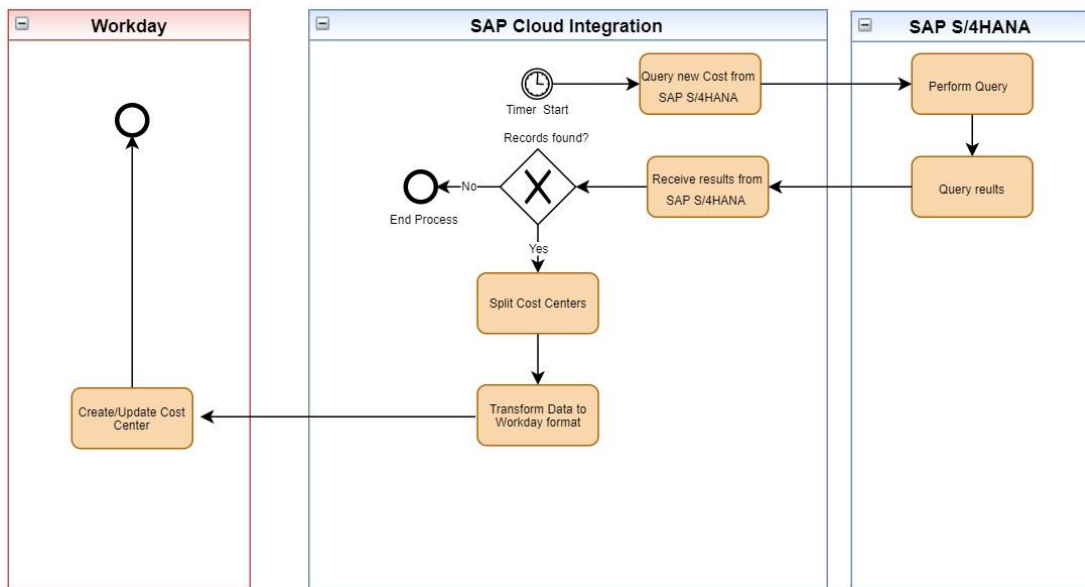 Workday
SAP Cloud Integration
SAP S/4HANA
Timer Start
Query new Cost from
SAP S/4HANA
Perform Query
Records found?
No
End Process
Receive results from
SAP S/4HANA
Query reults
Yes
Split Cost Centers
Transform Data to
Workday format
Create/Update Cost
Center